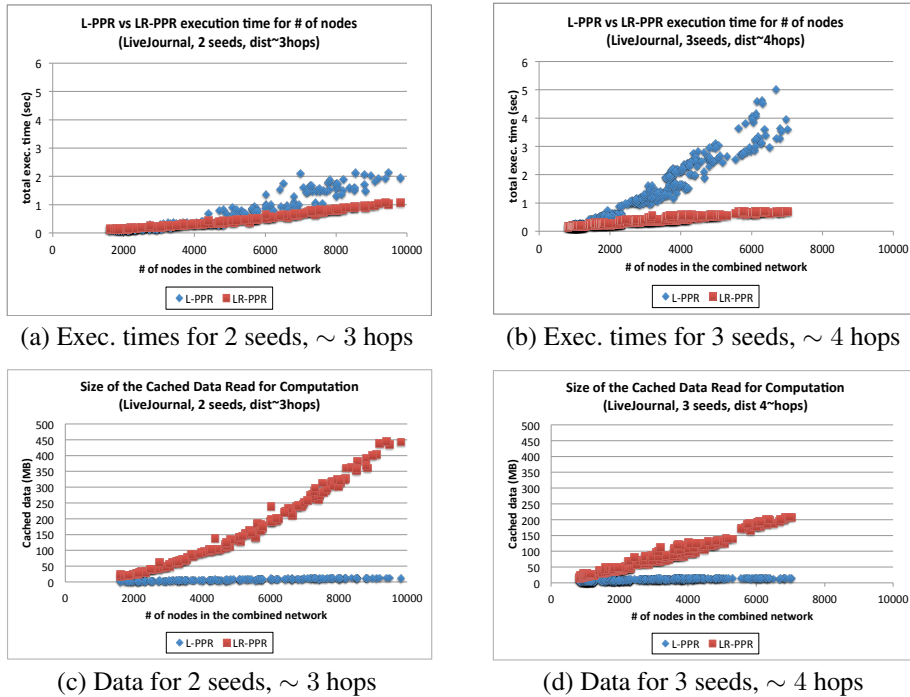 L-PPR vs LR-PPR execution time for # of nodes
(LiveJournal, 2 seeds, dist~3hops)
total exec. time (sec)
6
5
4
3
2
1
0
0
2000
4000
6000
8000
10000
# of nodes in the combined network
L-PPR
LR-PPR
(a) Exec. times for 2 seeds, ∼ 3 hops
L-PPR vs LR-PPR execution time for # of nodes
(LiveJournal, 3seeds, dist~4hops)
total exec. time (sec)
6
5
4
3
2
1
0
0
2000
4000
6000
8000
10000
# of nodes in the combined network
L-PPR
LR-PPR
(b) Exec. times for 3 seeds, ∼ 4 hops
Size of the Cached Data Read for Computation
(LiveJournal, 2 seeds, dist~3hops)
Cached data (MB)
500
450
400
350
300
250
200
150
100
50
0
0
2000
4000
6000
8000
10000
# of nodes in the combined network
L-PPR
LR-PPR
(c) Data for 2 seeds, ∼ 3 hops
Size of the Cached Data Read for Computation
(LiveJournal, 3 seeds, dist 4~hops)
Cached data (MB)
500
450
400
350
300
250
200
150
100
50
0
0
2000
4000
6000
8000
10000
# of nodes in the combined network
L-PPR
LR-PPR
(d) Data for 3 seeds, ∼ 4 hops